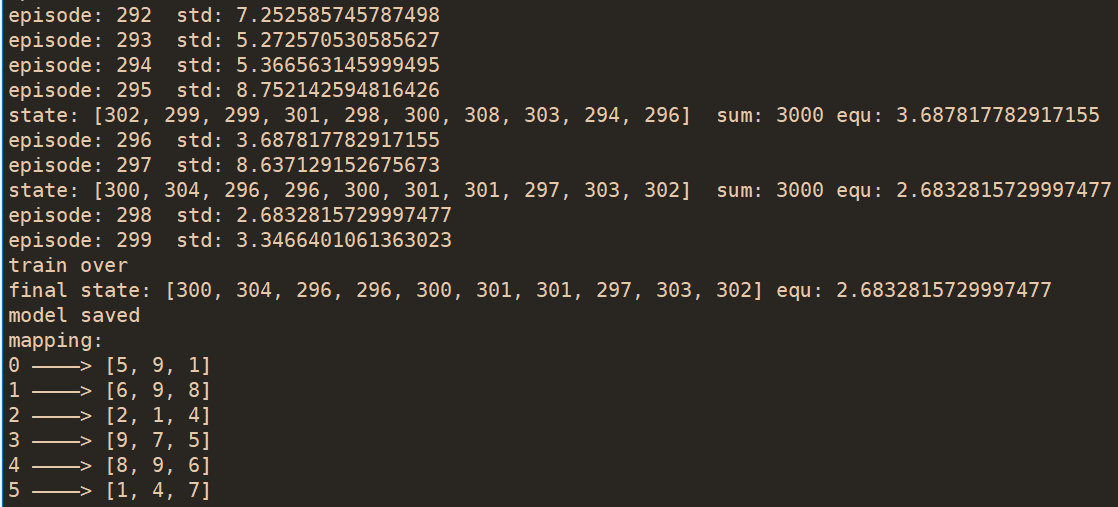 episode: 292  std: 7.252585745787498
episode: 293  std: 5.272570530585627
episode: 294  std: 5.366563145999495
episode: 295  std: 8.752142594816426
state: [302, 299, 299, 301, 298, 300, 308, 303, 294, 296]  sum: 3000 equ: 3.687817782917155
episode: 296  std: 3.687817782917155
episode: 297  std: 8.637129152675673
state: [300, 304, 296, 296, 300, 301, 301, 297, 303, 302]  sum: 3000 equ: 2.6832815729997477
episode: 298  std: 2.6832815729997477
episode: 299  std: 3.3466401061363023
train over
final state: [300, 304, 296, 296, 300, 301, 301, 297, 303, 302] equ: 2.6832815729997477
model saved
mapping:
0 ————> [5, 9, 1]
1 ————> [6, 9, 8]
2 ————> [2, 1, 4]
3 ————> [9, 7, 5]
4 ————> [8, 9, 6]
5 ————> [1, 4, 7]